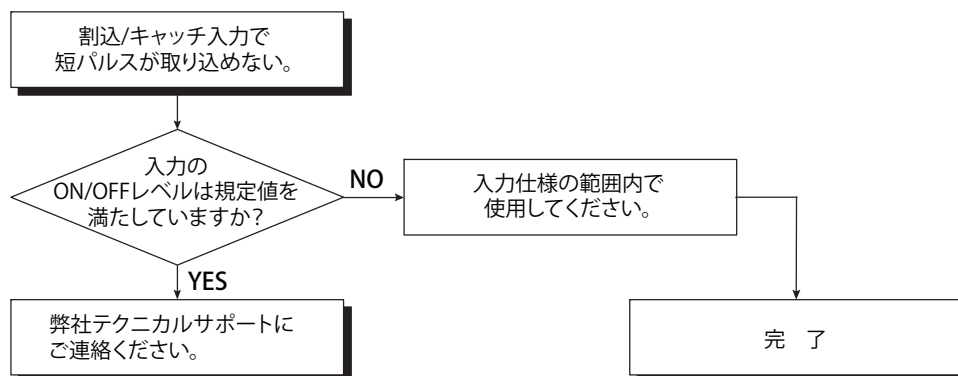 割込/キャッチ入力で
短パルスが取り込めない。
入力の
ON/OFFレベルは規定値を
満たしていますか？
NO
入力仕様の範囲内で
使用してください。
YES
弊社テクニカルサポートに
ご連絡ください。
完　了